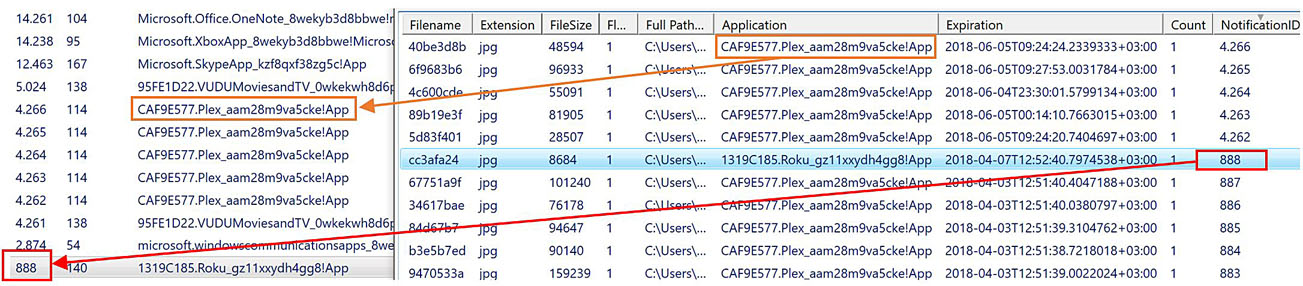 14.261 104 Microsoft.Office.OneNote_8wekyb3d8bbwe!m
14.238 95 Microsoft.XboxApp_8wekyb3d8bbwe!Micros
12.463 167 Microsoft.SkypeApp_kzf8qxf38zg5c!App
5.024 138 95FE1D22.VUDUMoviesandTV_0wkekwh8d6p
4.266 114 CAF9E577.Plex_aam28m9va5cke!App
4.265 114 CAF9E577.Plex_aam28m9va5cke!App
4.264 114 CAF9E577.Plex_aam28m9va5cke!App
4.263 114 CAF9E577.Plex_aam28m9va5cke!App
4.262 114 CAF9E577.Plex_aam28m9va5cke!App
4.261 138 95FE1D22.VUDUMoviesandTV_0wkekwh8d6p
2.874 54 microsoft.windowscommunicationsapps_8we
888 140 1319C185.Roku_gz11xxydh4gg8!App
Filename Extension FileSize Fl... Full Path... Application Expiration Count NotificationID
40be3d8b jpg 48594 1 C:\Users\... CAF9E577.Plex_aam28m9va5cke!App 2018-06-05T09:24:24.2339933+03:00 1 4.266
6f9683b6 jpg 96933 1 C:\Users\... CAF9E577.Plex_aam28m9va5cke!App 2018-06-05T09:27:53.0031784+03:00 1 4.265
4c600cde jpg 55091 1 C:\Users\... CAF9E577.Plex_aam28m9va5cke!App 2018-06-04T23:30:01.5799134+03:00 1 4.264
89b19e3f jpg 81905 1 C:\Users\... CAF9E577.Plex_aam28m9va5cke!App 2018-06-05T00:14:10.7663015+03:00 1 4.263
5d83f401 jpg 28507 1 C:\Users\... CAF9E577.Plex_aam28m9va5cke!App 2018-06-05T09:24:20.7404697+03:00 1 4.262
cc3afa24 jpg 8684 1 C:\Users\... 1319C185.Roku_gz11xxydh4gg8!App 2018-04-07T12:52:40.7974538+03:00 1 888
67751a9f jpg 101240 1 C:\Users\... CAF9E577.Plex_aam28m9va5cke!App 2018-04-03T12:51:40.4047188+03:00 1 887
34617bae jpg 76178 1 C:\Users\... CAF9E577.Plex_aam28m9va5cke!App 2018-04-03T12:51:40.0380797+03:00 1 886
84d67b7 jpg 94647 1 C:\Users\... CAF9E577.Plex_aam28m9va5cke!App 2018-04-03T12:51:39.3104762+03:00 1 885
b3e5b7ed jpg 90140 1 C:\Users\... CAF9E577.Plex_aam28m9va5cke!App 2018-04-03T12:51:38.7218018+03:00 1 884
9470533a jpg 159239 1 C:\Users\... CAF9E577.Plex_aam28m9va5cke!App 2018-04-03T12:51:39.0022024+03:00 1 883